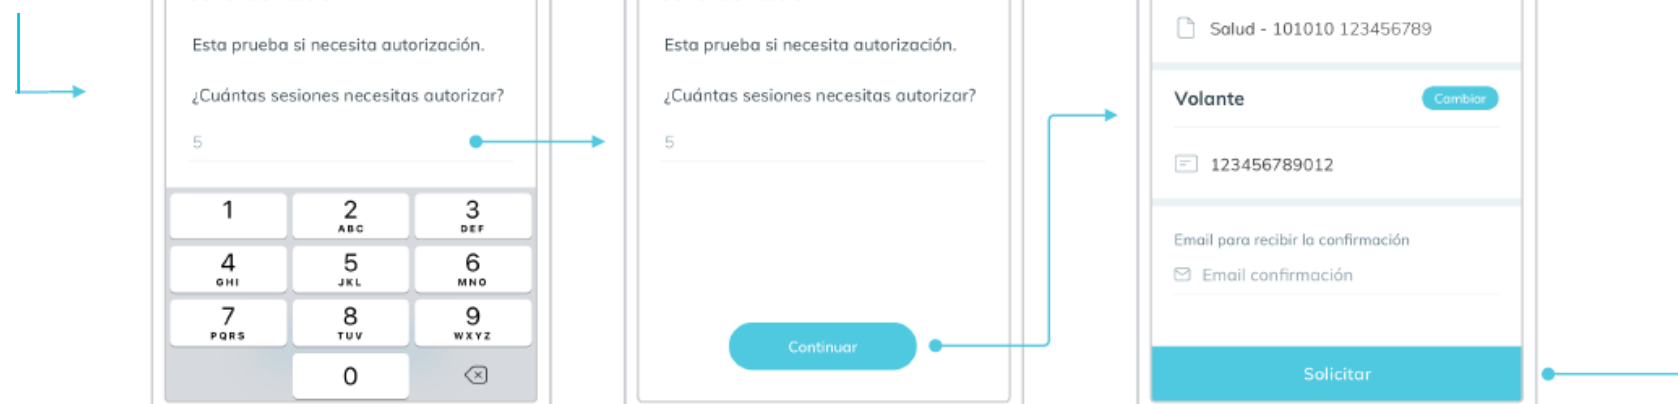 Esta prueba si necesita autorización.
¿Cuántas sesiones necesitas autorizar?
5
1
2
ABC
3
DEF
4
GHI
5
JKL
6
MNO
7
PQRS
8
TUV
9
WXYZ
0
Esta prueba si necesita autorización.
¿Cuántas sesiones necesitas autorizar?
5
Continuar
Salud - 101010 123456789
Volante
Cambiar
123456789012
Email para recibir la confirmación
Email confirmación
Solicitar